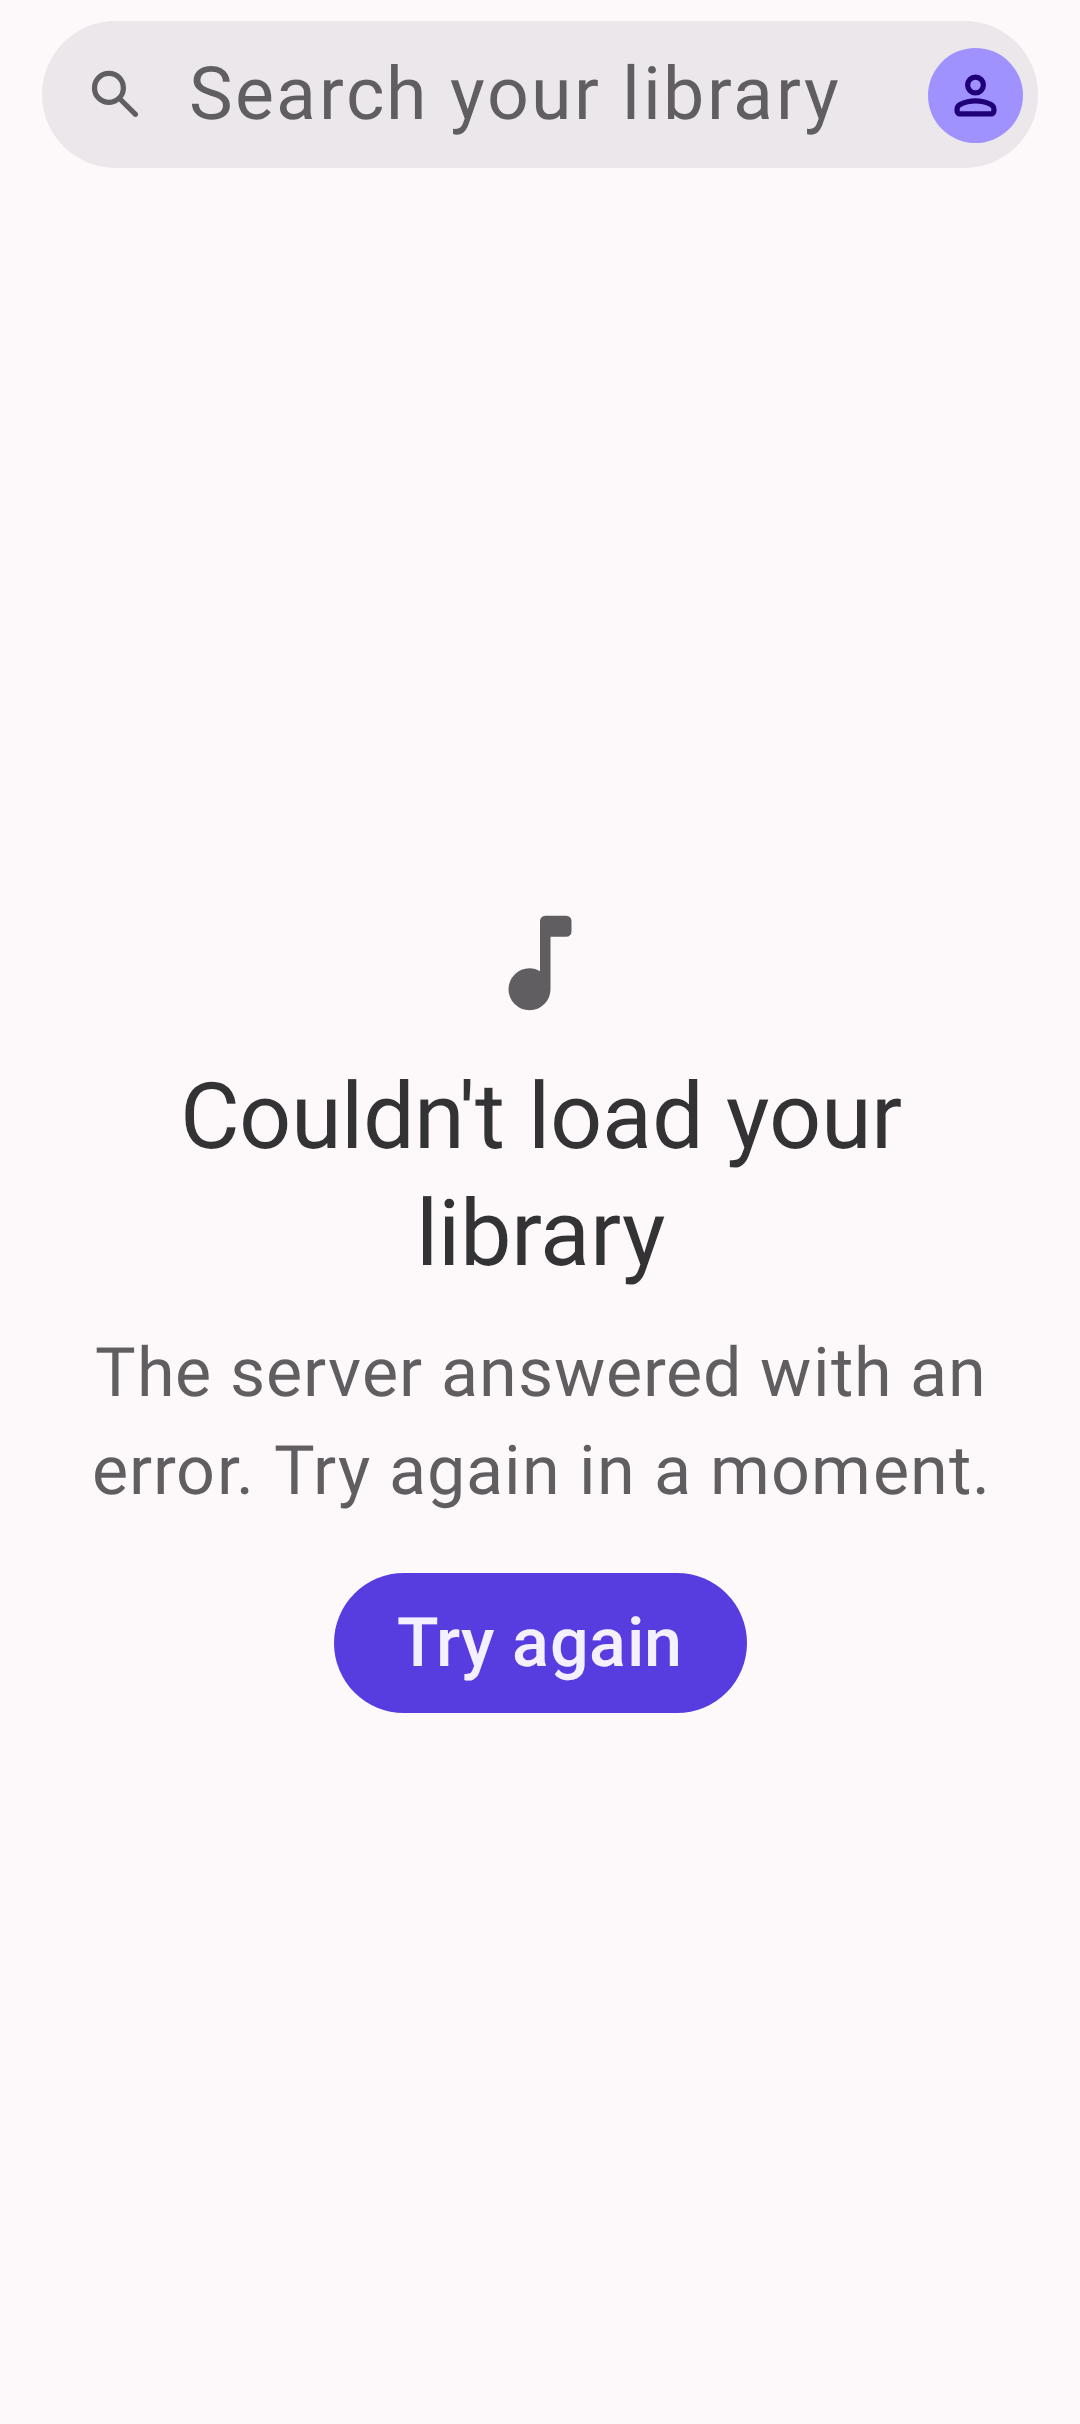 Search your library
Couldn't load your
library
The server answered with an
error. Try again in a moment.
Try again